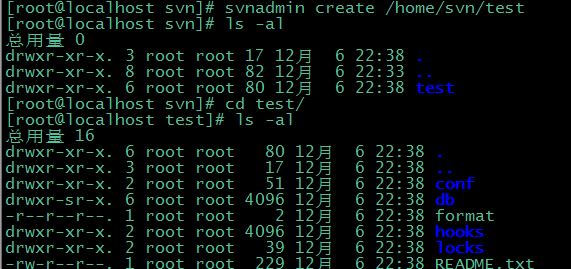 [root@localhost svn]# svnadmin create /home/svn/test
[root@localhost svn]# ls -al
总用量 0
drwxr-xr-x. 3 root root 17 12月  6 22:38 .
drwxr-xr-x. 8 root root 82 12月  6 22:33 ..
drwxr-xr-x. 6 root root 80 12月  6 22:38 test
[root@localhost svn]# cd test/
[root@localhost test]# ls -al
总用量 16
drwxr-xr-x. 6 root root   80 12月  6 22:38 .
drwxr-xr-x. 3 root root   17 12月  6 22:38 ..
drwxr-xr-x. 2 root root   51 12月  6 22:38 conf
drwxr-sr-x. 6 root root 4096 12月  6 22:38 db
-r--r--r--. 1 root root    2 12月  6 22:38 format
drwxr-xr-x. 2 root root 4096 12月  6 22:38 hooks
drwxr-xr-x. 2 root root   39 12月  6 22:38 locks
-rw-r--r--. 1 root root  229 12月  6 22:38 README.txt